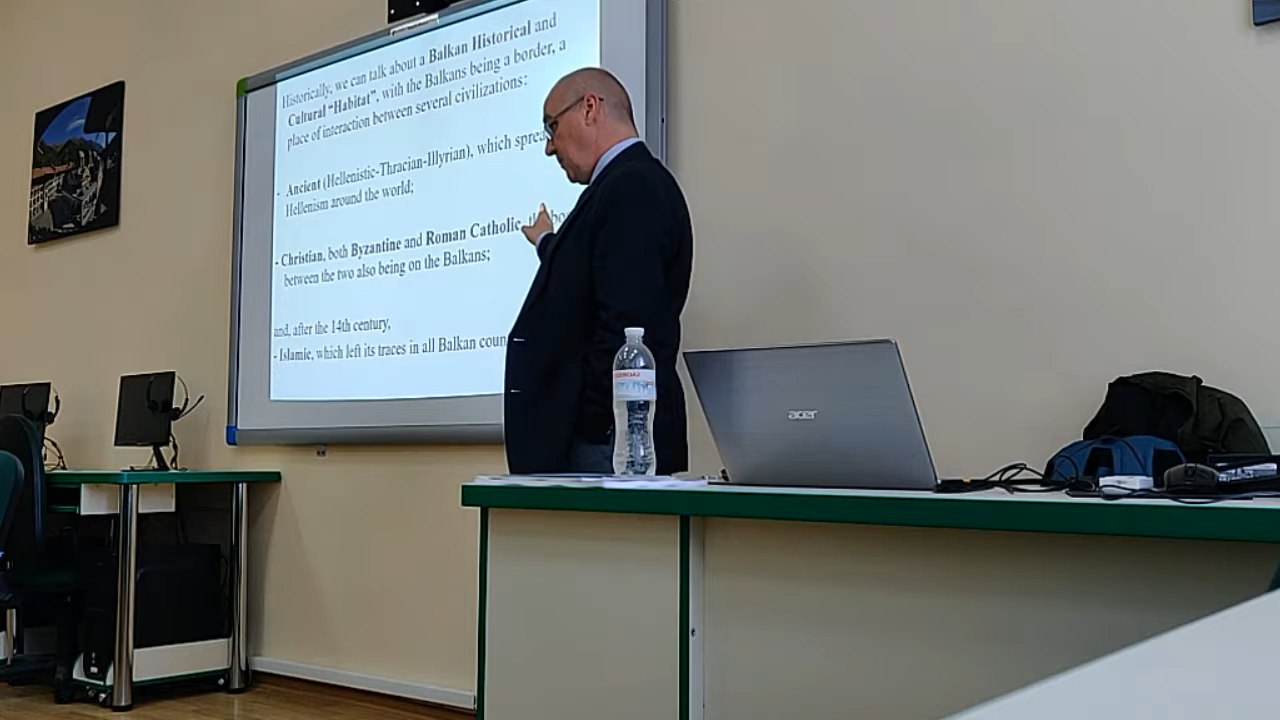 Historically, we can talk about a Balkan Historical and
Cultural “Habitat”, with the Balkans being a border, a
place of interaction between several civilizations:
- Ancient (Hellenistic-Thracian-Illyrian), which sprea
Hellenism around the world;
- Christian, both Byzantine and Roman Catholic,
between the two also being on the Balkans;
and, after the 14th century,
- Islamic, which left its traces in all Balkan coun
acer